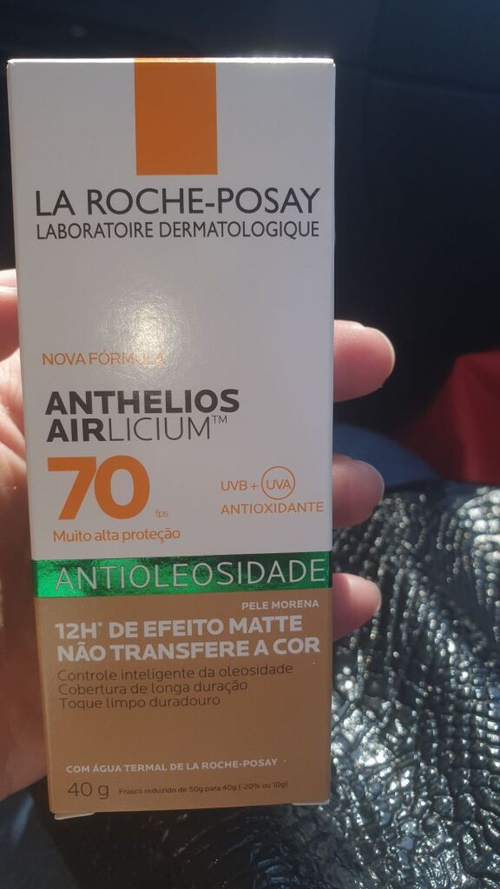 LA ROCHE-POSAY
LABORATOIRE DERMATOLOGIQUE
NOVA FÓRMULA
ANTHELIOS
AIRLICIUM™
70 fps
Muito alta proteção
UVB + UVA
ANTIOXIDANTE
ANTIOLEOSIDADE
PELE MORENA
12H* DE EFEITO MATTE
NÃO TRANSFERE A COR
Controle inteligente da oleosidade
Cobertura de longa duração
Toque limpo duradouro
COM ÁGUA TERMAL DE LA ROCHE-POSAY
40 g Frasco reduzido de 50g para 40g (-20% ou 10g)